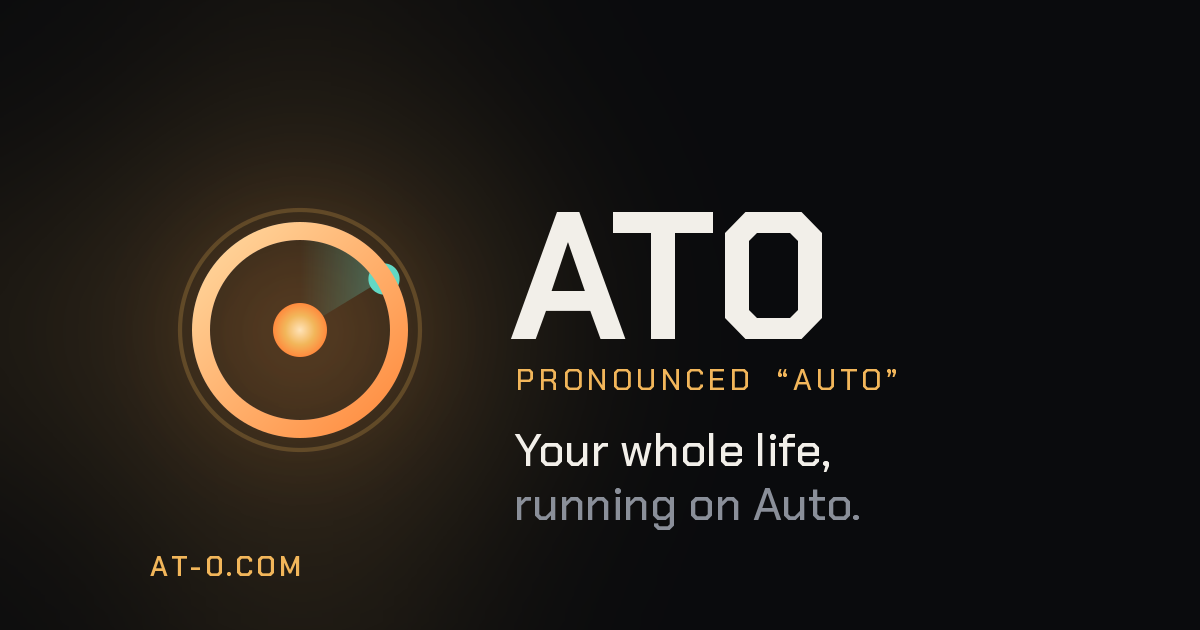 ATO
PRONOUNCED “AUTO”
Your whole life,
running on Auto.
AT-O.COM